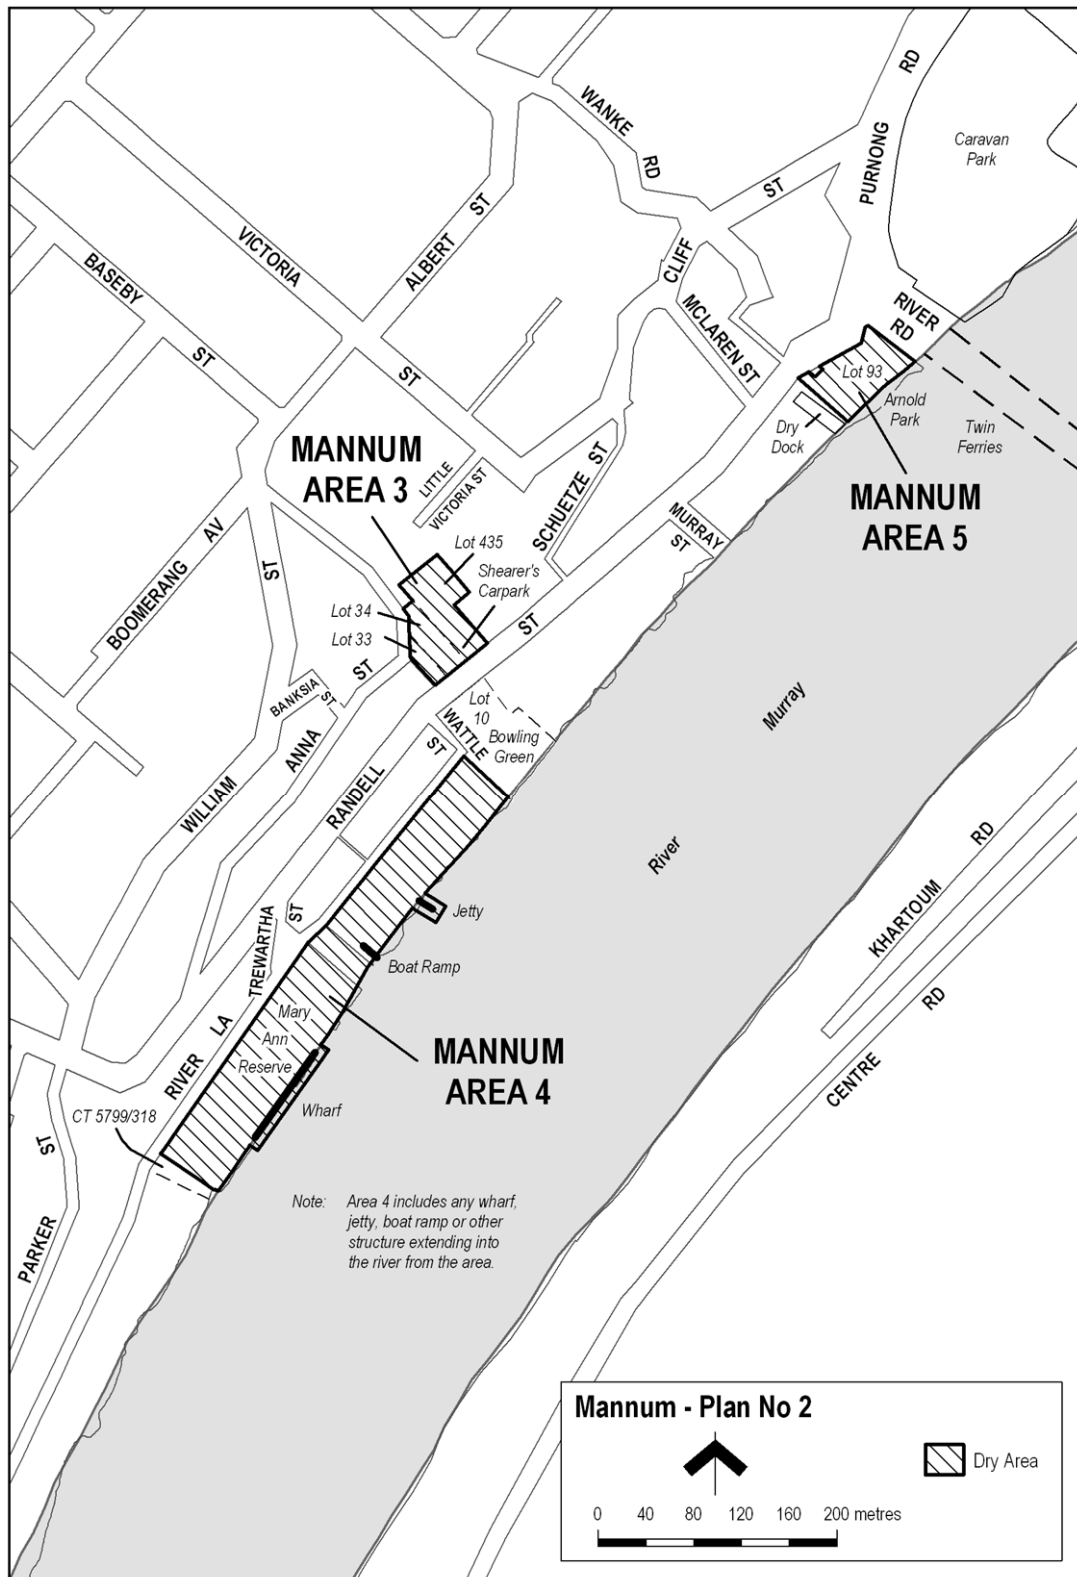 WANKE
RD
RD
PURNONG
Caravan
Park
VICTORIA
ST
ALBERT
ST
BASEBY
ST
CLIFF
ST
MCLAREN ST
RIVER
RD
Lot 93
Arnold
Park
Dry
Dock
Twin
Ferries
MANNUM
AREA 5
MANNUM
AREA 3
LITTLE
VICTORIA ST
SCHUETZE ST
MURRAY
ST
BOOMERANG AV
ST
Lot 435
Shearer's
Carpark
Lot 34
Lot 33
ST
BANKSIA ST
ST
ANNA
WILLIAM
Lot
10
Bowling
Green
WATTLE
ST
RANDELL
Murray
River
KHARTOUM
RD
CENTRE
RD
Jetty
Boat Ramp
TREWARTHA
ST
Mary
Ann
Reserve
MANNUM
AREA 4
RIVER
LA
Wharf
CT 5799/318
ST
PARKER
Note: Area 4 includes any wharf,
jetty, boat ramp or other
structure extending into
the river from the area.
Mannum - Plan No 2
Dry Area
0 40 80 120 160 200 metres